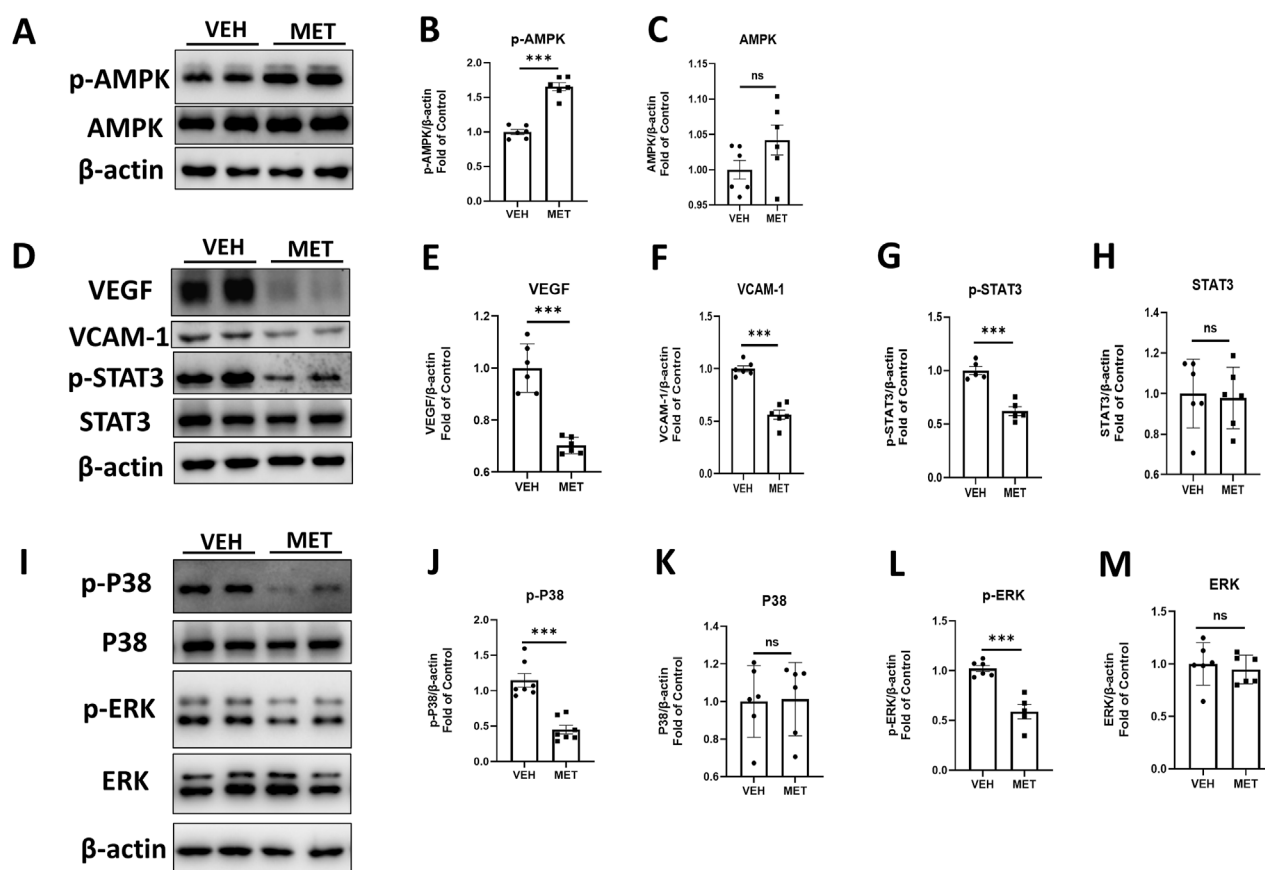 A
VEH MET
p-AMPK
AMPK
β-actin
B
p-AMPK
***
2.0
1.5
1.0
0.5
0.0
p-AMPK/β-actin
Fold of Control
VEH MET
C
AMPK
ns
1.15
1.10
1.05
1.00
0.95
AMPK/β-actin
Fold of Control
VEH MET
D
VEH MET
VEGF
VCAM-1
p-STAT3
STAT3
β-actin
E
VEGF
***
1.2
1.0
0.8
0.6
VEGF/β-actin
Fold of Control
VEH MET
F
VCAM-1
***
1.5
1.0
0.5
0.0
VCAM-1/β-actin
Fold of Control
VEH MET
G
p-STAT3
***
1.5
1.0
0.5
0.0
p-STAT3/β-actin
Fold of Control
VEH MET
H
STAT3
ns
1.4
1.2
1.0
0.8
0.6
STAT3/β-actin
Fold of Control
VEH MET
I
VEH MET
p-P38
P38
p-ERK
ERK
β-actin
J
p-P38
***
2.0
1.5
1.0
0.5
0.0
p-P38/β-actin
Fold of Control
VEH MET
K
P38
ns
1.4
1.2
1.0
0.8
0.6
P38/β-actin
Fold of Control
VEH MET
L
p-ERK
***
1.5
1.0
0.5
0.0
p-ERK/β-actin
Fold of Control
VEH MET
M
ERK
ns
1.5
1.0
0.5
0.0
ERK/β-actin
Fold of Control
VEH MET